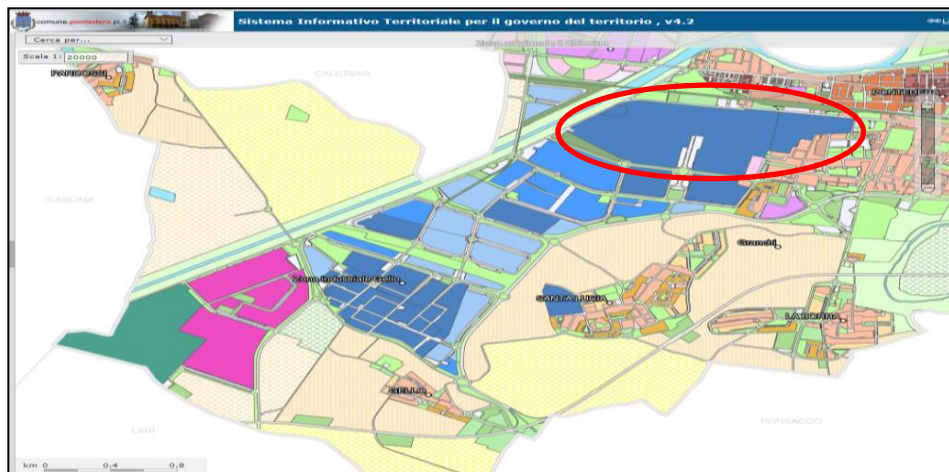 comune.pontedera.pi.it
Sistema Informativo Territoriale per il governo del territorio , v4.2
Cerca per...
Scala 1: 20000
PARDOSSI
CALCINAIA
PONTEDERA
CASCINA
Granchi
Zona industriale Gello
SANTA LUCIA
LA BORRA
GELLO
LARI
PONSACCO
km 0 0.4 0.8